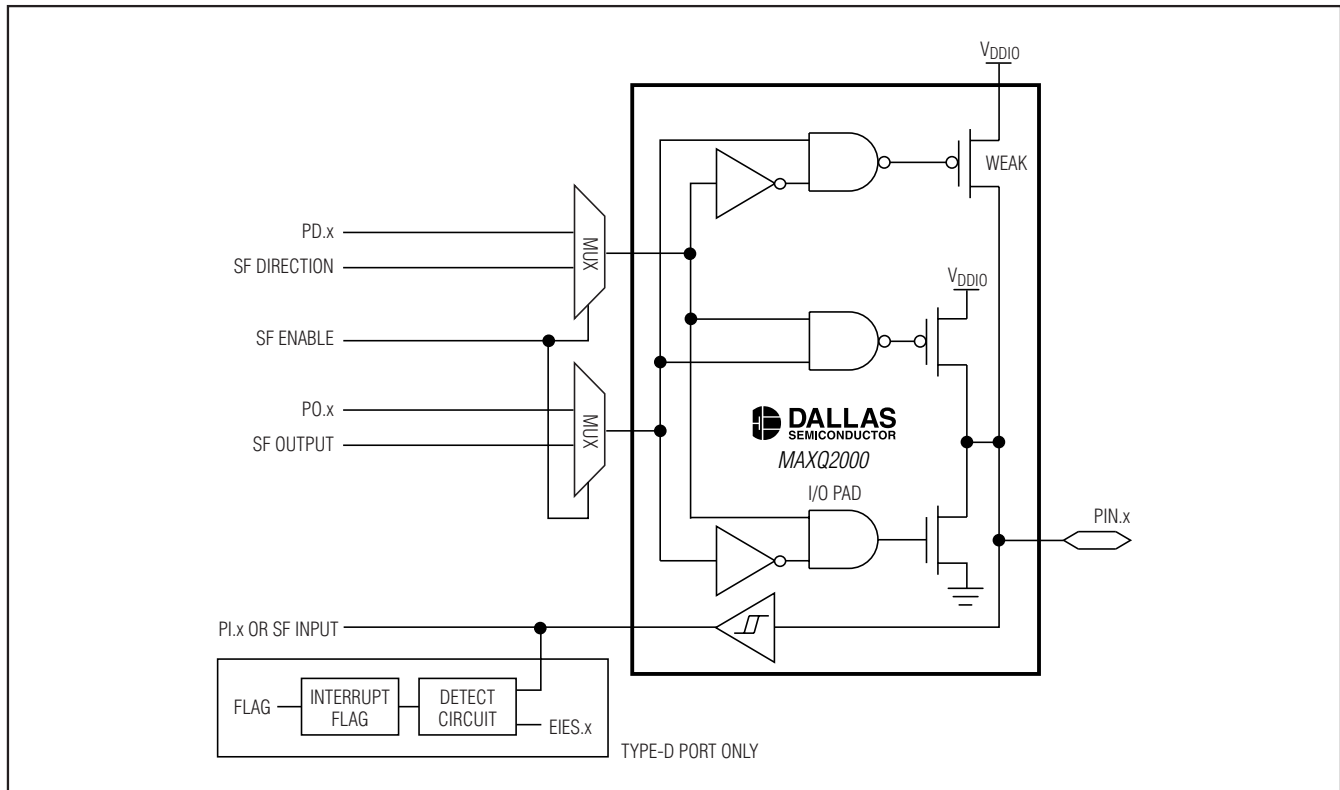 VDDIO
WEAK
PD.x
SF DIRECTION
MUX
VDDIO
SF ENABLE
PO.x
SF OUTPUT
MUX
DALLAS
SEMICONDUCTOR
MAXQ2000
I/O PAD
PIN.x
PI.x OR SF INPUT
FLAG
INTERRUPT
FLAG
DETECT
CIRCUIT
EIES.x
TYPE-D PORT ONLY